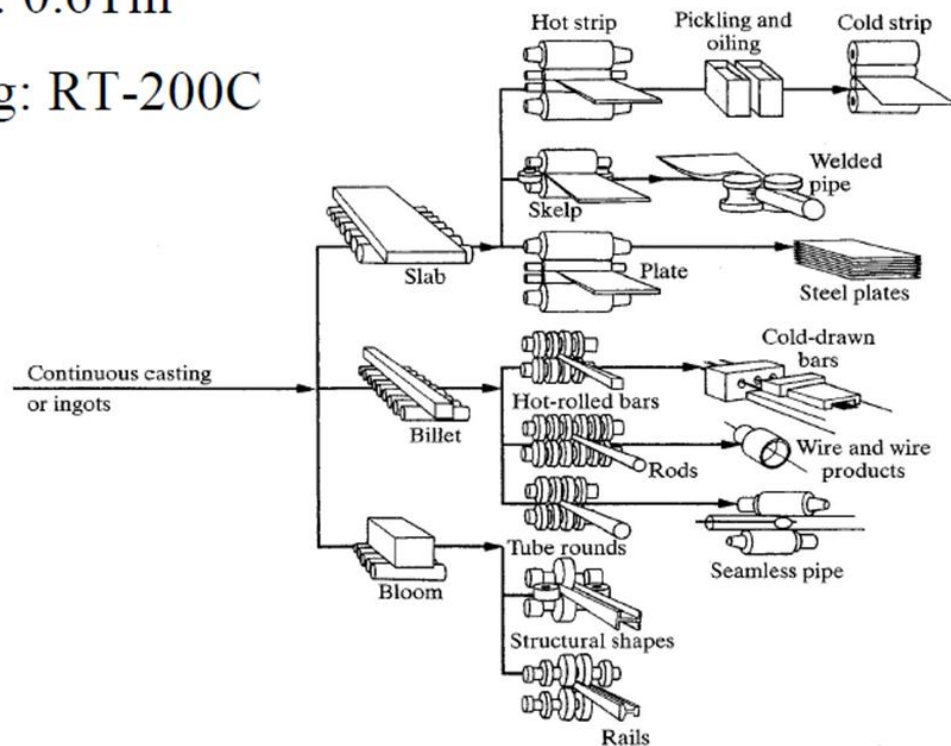 g: RT-200C
Hot strip
Pickling and
oiling
Cold strip
Skelp
Welded
pipe
Slab
Plate
Steel plates
Continuous casting
or ingots
Billet
Hot-rolled bars
Cold-drawn
bars
Rods
Wire and wire
products
Tube rounds
Seamless pipe
Bloom
Structural shapes
Rails